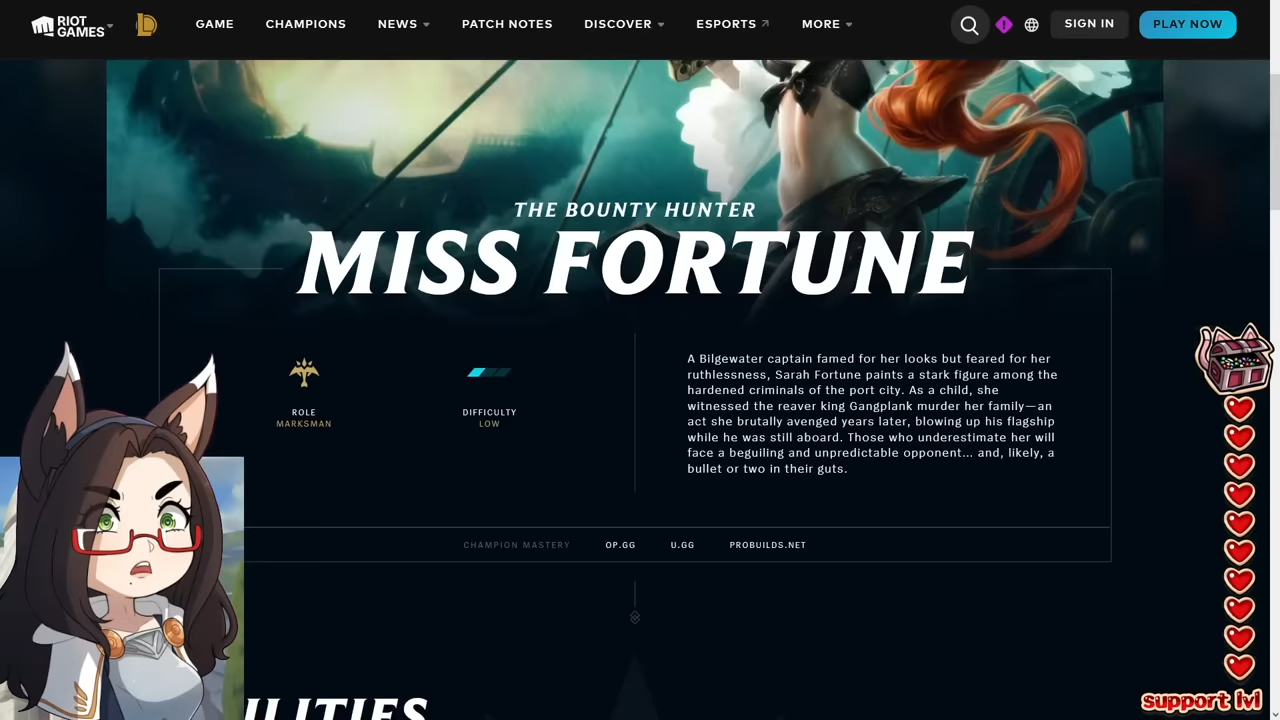 RIOT
GAMES
GAME
CHAMPIONS
NEWS
PATCH NOTES
DISCOVER
ESPORTS
MORE
SIGN IN
PLAY NOW
THE BOUNTY HUNTER
MISS FORTUNE
ROLE
MARKSMAN
DIFFICULTY
LOW
A Bilgewater captain famed for her looks but feared for her
ruthlessness, Sarah Fortune paints a stark figure among the
hardened criminals of the port city. As a child, she
witnessed the reaver king Gangplank murder her family—an
act she brutally avenged years later, blowing up his flagship
while he was still aboard. Those who underestimate her will
face a beguiling and unpredictable opponent… and, likely, a
bullet or two in their guts.
CHAMPION MASTERY
OP.GG
U.GG
PROBUILDS.NET
ILITIES
support lvl